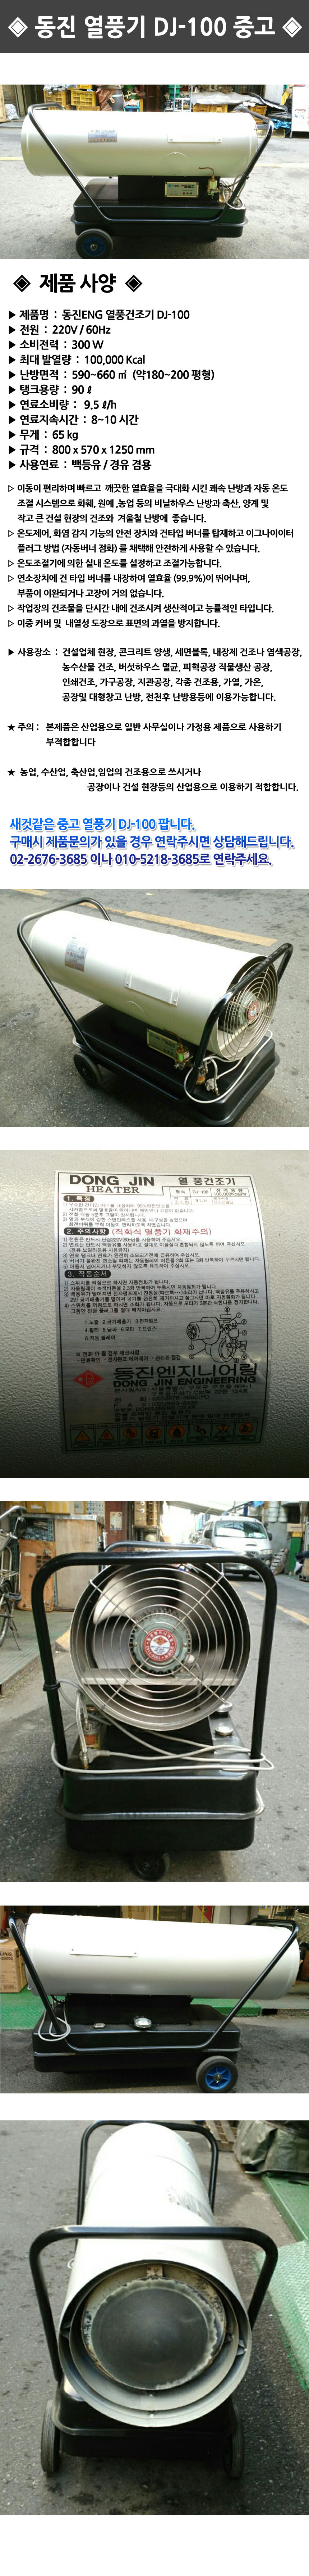 ◈ 동진 열풍기 DJ-100 중고 ◈
◈ 제품 사양 ◈
▶ 제품명 : 동진ENG 열풍건조기 DJ-100
▶ 전원 : 220V / 60Hz
▶ 소비전력 : 300 W
▶ 최대 발열량 : 100,000 Kcal
▶ 난방면적 : 590~660 ㎡ (약180~200 평형)
▶ 탱크용량 : 90 ℓ
▶ 연료소비량 : 9,5 ℓ/h
▶ 연료지속시간 : 8~10 시간
▶ 무게 : 65 kg
▶ 규격 : 800 x 570 x 1250 mm
▶ 사용연료 : 백등유 / 경유 겸용
▷ 이동이 편리하며 빠르고 깨끗한 열효율을 극대화 시킨 쾌속 난방과 자동 온도
조절 시스템으로 화훼, 원예 ,농업 등의 비닐하우스 난방과 축산, 양계 및
작고 큰 건설 현장의 건조와 겨울철 난방에 좋습니다.
▷ 온도제어, 화염 감지 기능의 안전 장치와 건타입 버너를 탑재하고 이그나이이터
플러그 방법 (자동버너 점화) 를 채택해 안전하게 사용할 수 있습니다.
▷ 온도조절기에 의한 실내 온도를 설정하고 조절가능합니다.
▷ 연소장치에 건 타입 버너를 내장하여 열효율 (99,9%)이 뛰어나며,
부품이 이완되거나 고장이 거의 없습니다.
▷ 작업장의 건조물을 단시간 내에 건조시켜 생산적이고 능률적인 타입니다.
▷ 이중 커버 및 내열성 도장으로 표면의 과열을 방지합니다.
▶ 사용장소 : 건설업체 현장, 콘크리트 양생, 세면블록, 내장제 건조나 염색공장,
농수산물 건조, 버섯하우스 멸균, 피혁공장 직물생산 공장,
인쇄건조, 가구공장, 지관공장, 각종 건조용, 가열, 가온,
공장및 대형창고 난방, 전천후 난방용등에 이용가능합니다.
★ 주의 : 본제품은 산업용으로 일반 사무실이나 가정용 제품으로 사용하기
부적합합니다
★ 농업, 수산업, 축산업,임업의 건조용으로 쓰시거나
공장이나 건설 현장등의 산업용으로 이용하기 적합합니다.
새것같은 중고 열풍기 DJ-100 팝니다.
구매시 제품문의가 있을 경우 연락주시면 상담해드립니다.
02-2676-3685 이나 010-5218-3685로 연락주세요.
DONG JIN
HEATER
열 풍건조기
1. 특징
2. 주의사항 (직화식 열풍기 화재주의)
3. 작동순서
동진엔지니어링
DONG JIN ENGINEERING